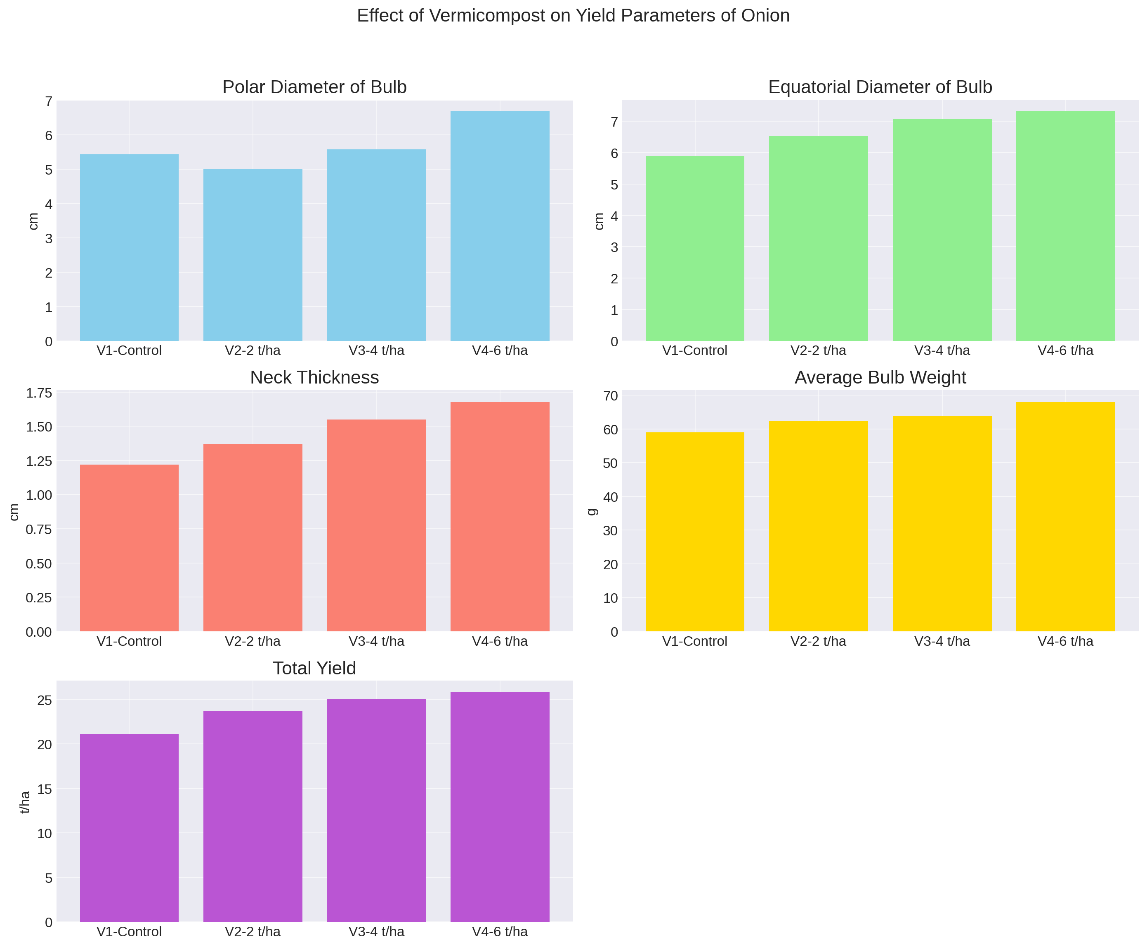 Effect of Vermicompost on Yield Parameters of Onion
Polar Diameter of Bulb
7
6
5
4
3
2
1
0
cm
V1-Control V2-2 t/ha V3-4 t/ha V4-6 t/ha
Equatorial Diameter of Bulb
7
6
5
4
3
2
1
0
cm
V1-Control V2-2 t/ha V3-4 t/ha V4-6 t/ha
Neck Thickness
1.75
1.50
1.25
1.00
0.75
0.50
0.25
0.00
cm
V1-Control V2-2 t/ha V3-4 t/ha V4-6 t/ha
Average Bulb Weight
70
60
50
40
30
20
10
0
g
V1-Control V2-2 t/ha V3-4 t/ha V4-6 t/ha
Total Yield
25
20
15
10
5
0
t/ha
V1-Control V2-2 t/ha V3-4 t/ha V4-6 t/ha